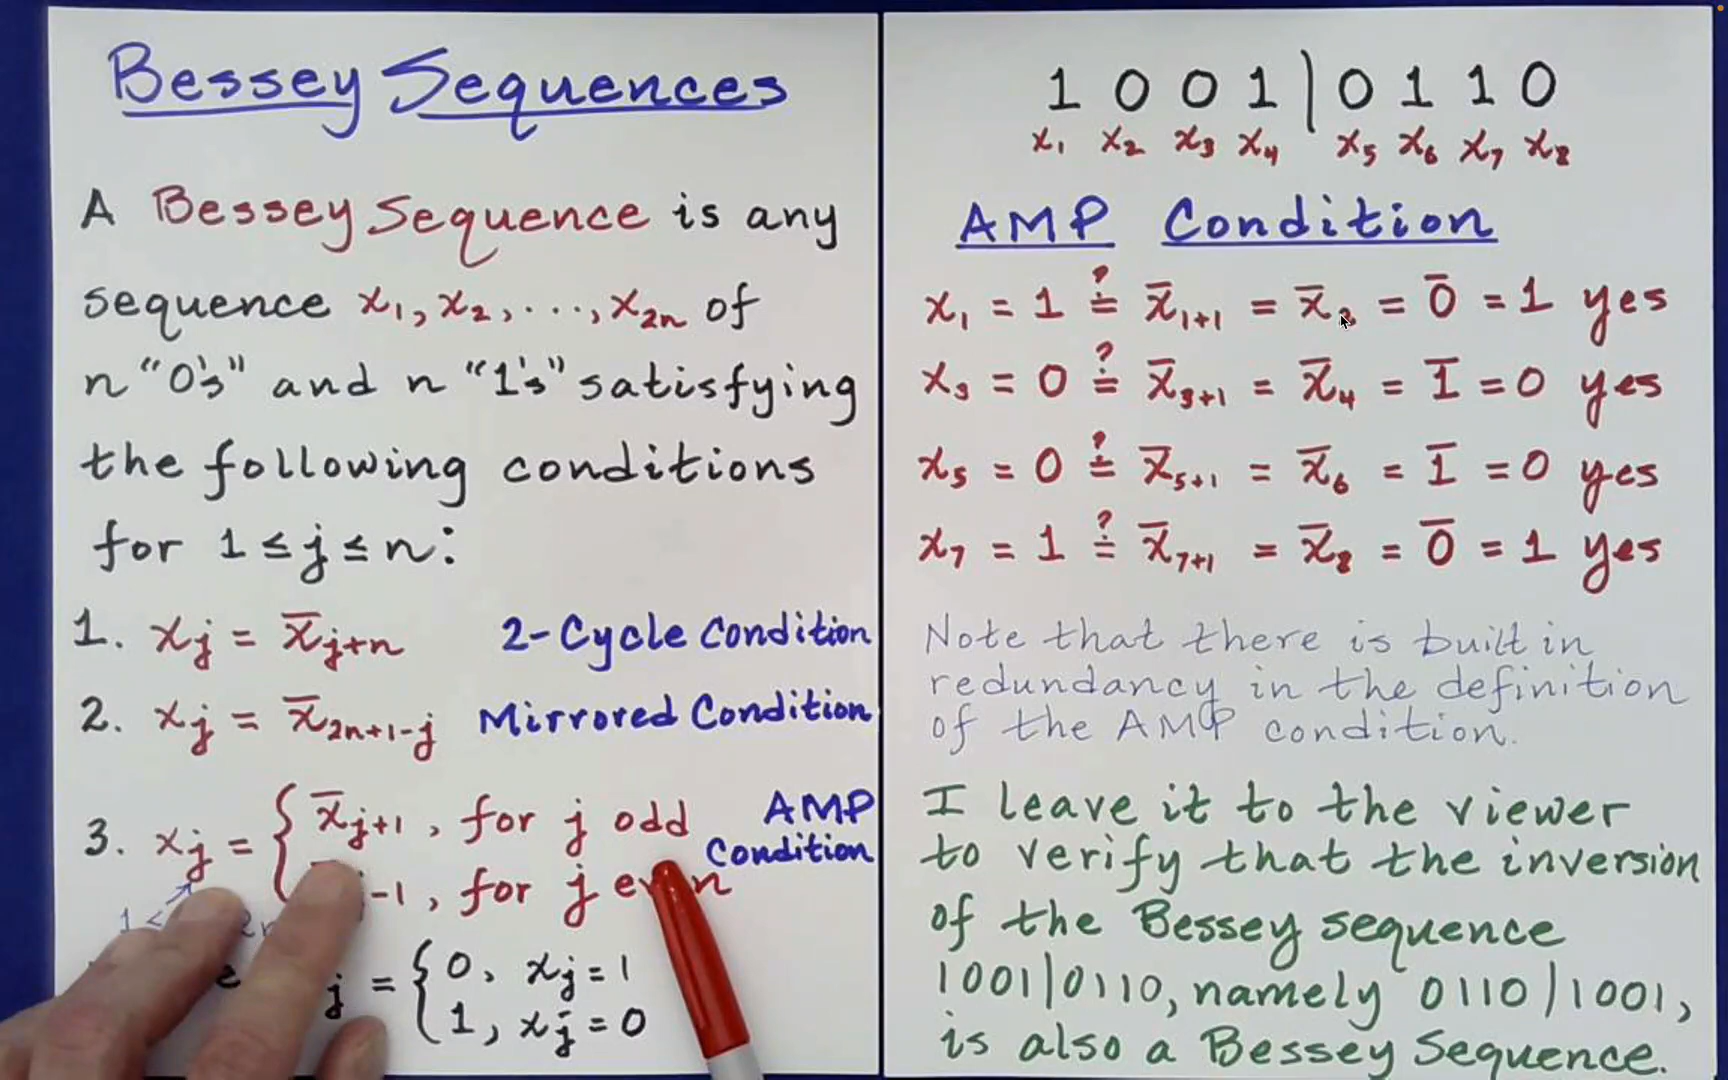 Bessey Sequences
A Bessey Sequence is any
sequence x₁, x₂, ..., x₂ₙ of
n "0's" and n "1's" satisfying
the following conditions
for 1 ≤ j ≤ n:
1. xⱼ = x̄ⱼ₊ₙ 2-Cycle Condition
2. xⱼ = x̄₂ₙ₊₁₋ⱼ Mirrored Condition
3. xⱼ = { x̄ⱼ₊₁, for j odd AMP
-1, for j even Condition
1 ≤ 2n
j = { 0, xⱼ = 1
1, xⱼ = 0
1 0 0 1 | 0 1 1 0
x₁ x₂ x₃ x₄ x₅ x₆ x₇ x₈
AMP Condition
x₁ = 1 ≟ x̄₁₊₁ = x̄₂ = 0̄ = 1 yes
x₃ = 0 ≟ x̄₃₊₁ = x̄₄ = 1̄ = 0 yes
x₅ = 0 ≟ x̄₅₊₁ = x̄₆ = 1̄ = 0 yes
x₇ = 1 ≟ x̄₇₊₁ = x̄₈ = 0̄ = 1 yes
Note that there is built in
redundancy in the definition
of the AMP condition.
I leave it to the viewer
to verify that the inversion
of the Bessey sequence
1001|0110, namely 0110|1001,
is also a Bessey Sequence.